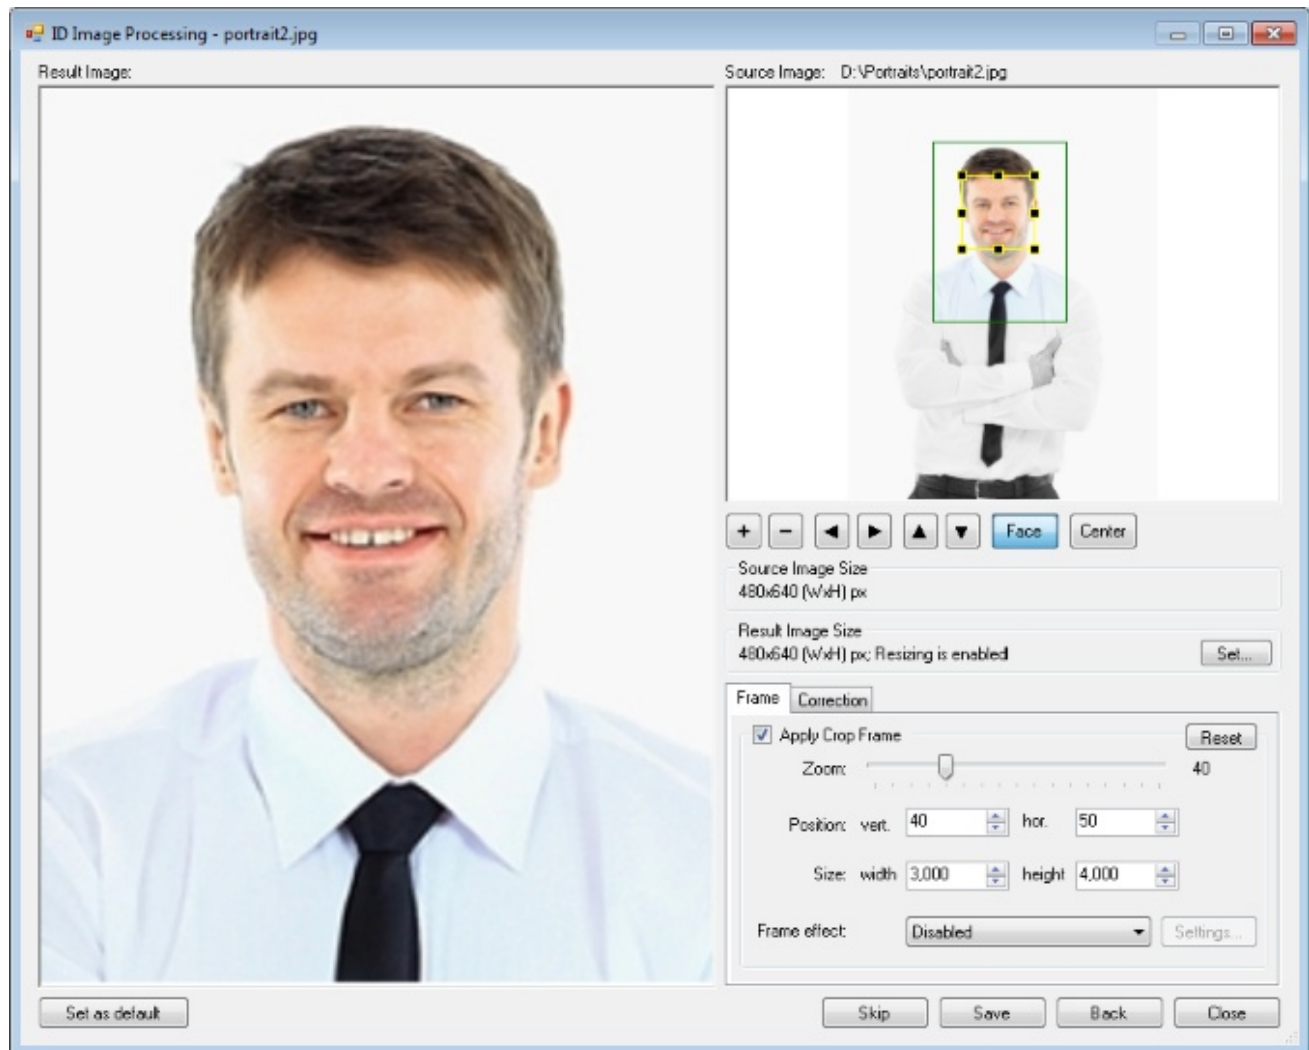 ID Image Processing - portrait2.jpg
Result Image:
Source Image: D:\Portraits\portrait2.jpg
+ − ◀ ▶ ▲ ▼ Face Center
Source Image Size
480x640 (WxH) px
Result Image Size
480x640 (WxH) px; Resizing is enabled Set...
Frame Correction
Apply Crop Frame Reset
Zoom: 40
Position: vert. 40 hor. 50
Size: width 3,000 height 4,000
Frame effect: Disabled Settings...
Set as default Skip Save Back Close